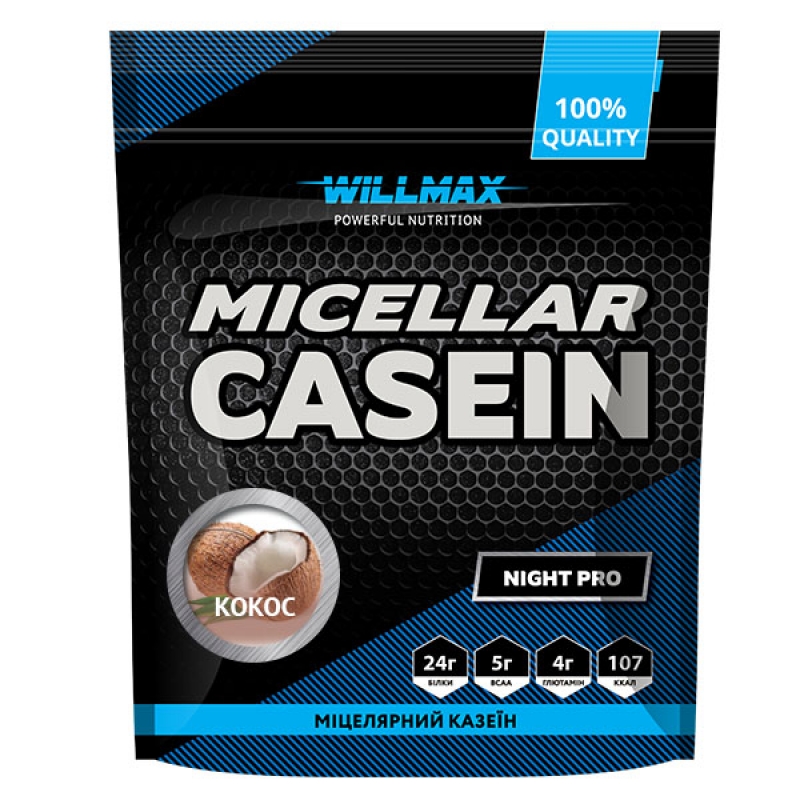 100%
QUALITY
WILLMAX
POWERFUL NUTRITION
MICELLAR
CASEIN
КОКОС
NIGHT PRO
24г
БІЛКИ
5г
BCAA
4г
ГЛЮТАМІН
107
ККАЛ
МІЦЕЛЯРНИЙ КАЗЕЇН